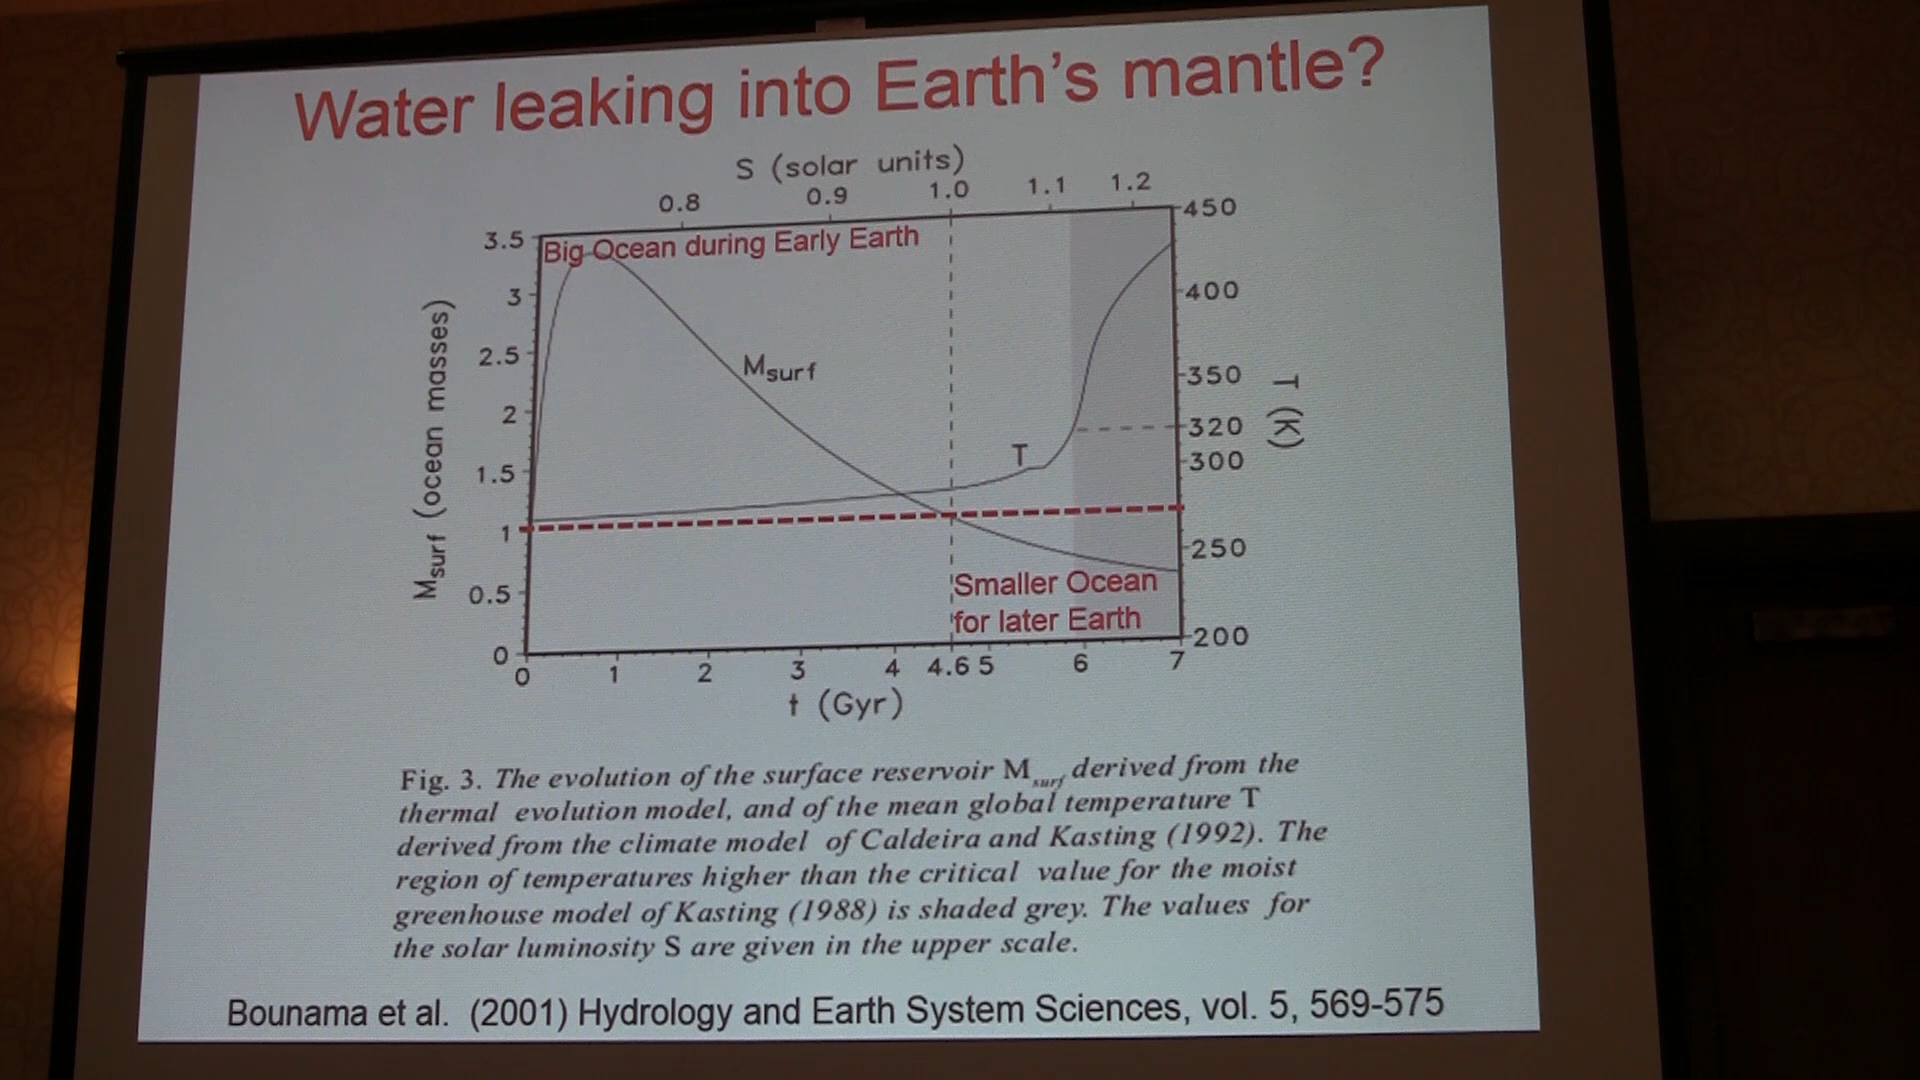 Water leaking into Earth's mantle?
S (solar units)
0.8 0.9 1.0 1.1 1.2
Big Ocean during Early Earth
3.5
3
2.5
2
1.5
1
0.5
0
Msurf (ocean masses)
Msurf
T
450
400
350
320
300
250
200
T (K)
Smaller Ocean
for later Earth
0 1 2 3 4 4.6 5 6 7
t (Gyr)
Fig. 3. The evolution of the surface reservoir M surf derived from the
thermal evolution model, and of the mean global temperature T
derived from the climate model of Caldeira and Kasting (1992). The
region of temperatures higher than the critical value for the moist
greenhouse model of Kasting (1988) is shaded grey. The values for
the solar luminosity S are given in the upper scale.
Bounama et al. (2001) Hydrology and Earth System Sciences, vol. 5, 569-575